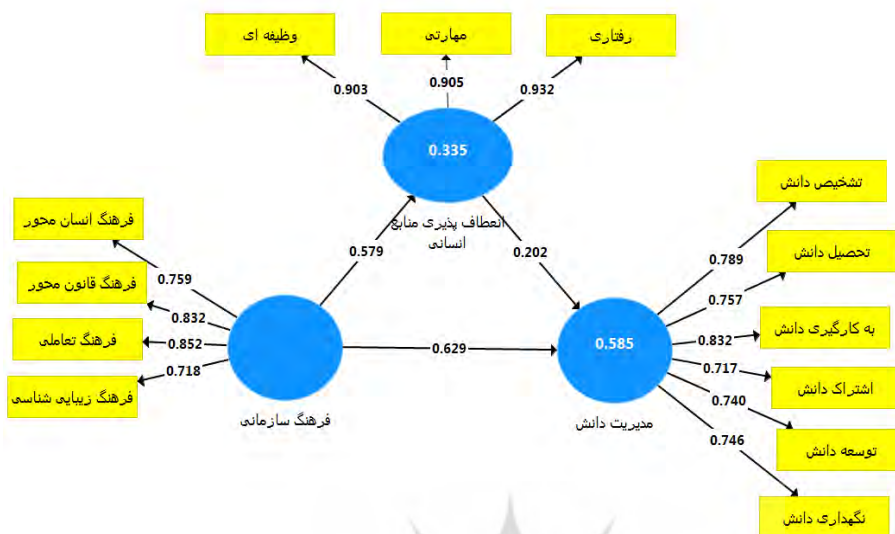 وظیفه ای
مهارتی
رفتاری
0.903
0.905
0.932
0.335
انعطاف پذیری منابع
انسانی
0.579
0.202
فرهنگ انسان محور
فرهنگ قانون محور
فرهنگ تعاملی
فرهنگ زیبایی شناسی
0.759
0.832
0.852
0.718
فرهنگ سازمانی
0.629
0.585
مدیریت دانش
0.789
0.757
0.832
0.717
0.740
0.746
تشخیص دانش
تحصیل دانش
به کارگیری دانش
اشتراک دانش
توسعه دانش
نگهداری دانش